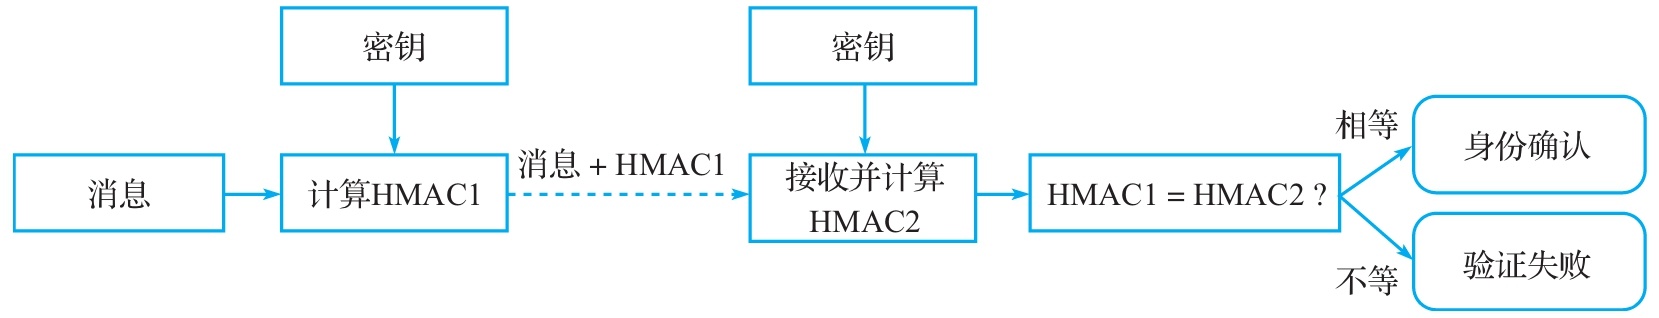 密钥
密钥
消息
计算HMAC1
消息 + HMAC1
接收并计算
HMAC2
HMAC1 = HMAC2 ?
相等
身份确认
不等
验证失败